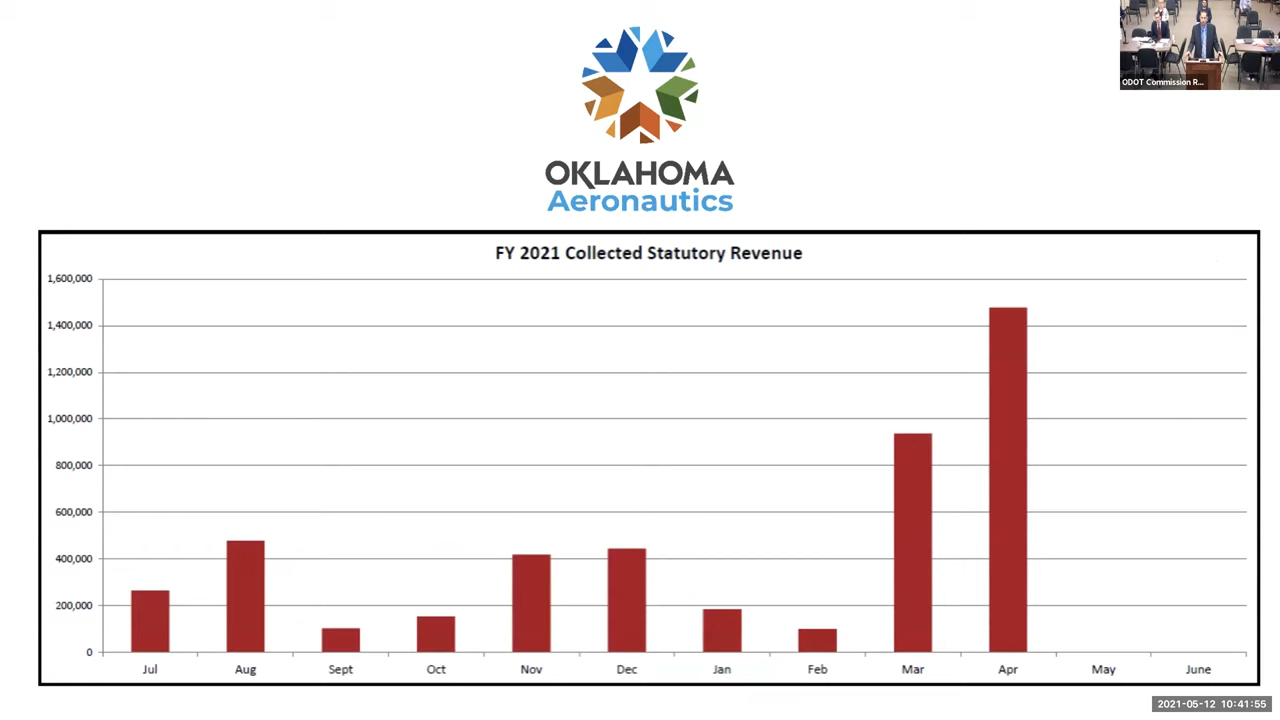 ODOT Commission R...
OKLAHOMA
Aeronautics
FY 2021 Collected Statutory Revenue
1,600,000
1,400,000
1,200,000
1,000,000
800,000
600,000
400,000
200,000
0
Jul Aug Sept Oct Nov Dec Jan Feb Mar Apr May June
2021-05-12 10:41:55